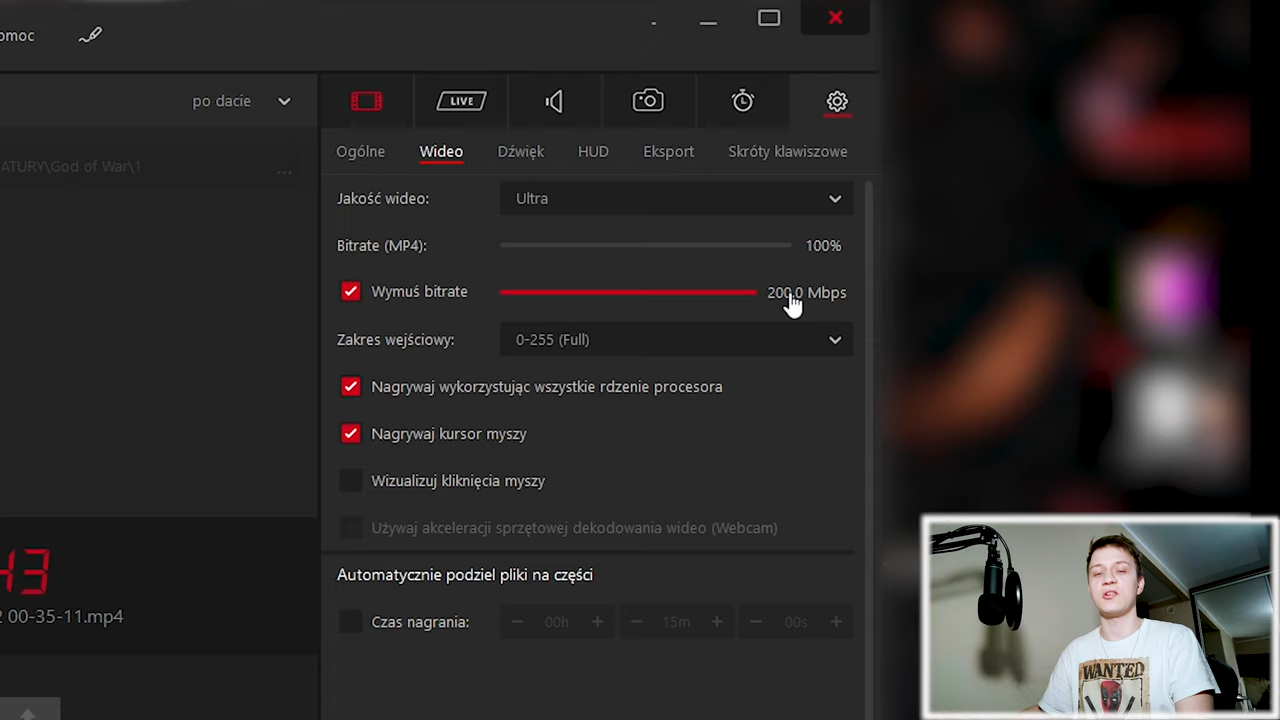 omoc
po dacie
LIVE
Ogólne Wideo Dźwięk HUD Eksport Skróty klawiszowe
ATURY\God of War\1
...
Jakość wideo: Ultra
Bitrate (MP4): 100%
Wymuś bitrate 200.0 Mbps
Zakres wejściowy: 0-255 (Full)
Nagrywaj wykorzystując wszystkie rdzenie procesora
Nagrywaj kursor myszy
Wizualizuj kliknięcia myszy
Używaj akceleracji sprzętowej dekodowania wideo (Webcam)
Automatycznie podziel pliki na części
43
2 00-35-11.mp4
Czas nagrania: − 00h + − 15m + − 00s +
WANTED